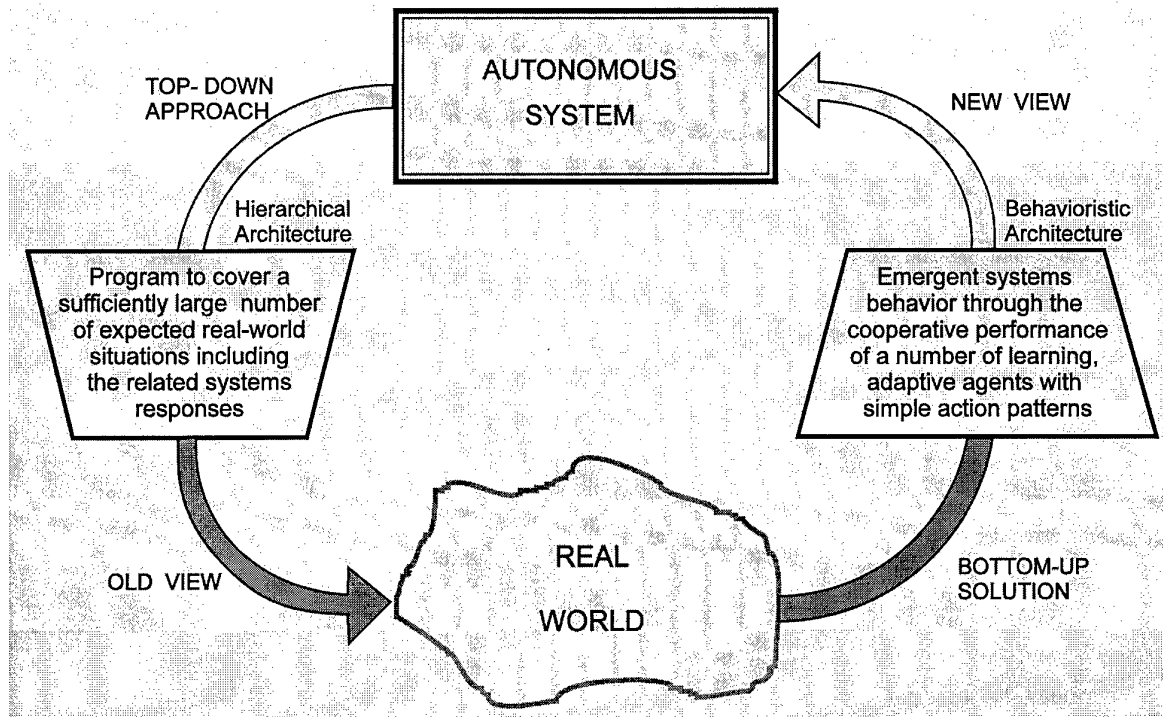 AUTONOMOUS
SYSTEM
TOP- DOWN
APPROACH
Hierarchical
Architecture
Program to cover a
sufficiently large number
of expected real-world
situations including
the related systems
responses
OLD VIEW
REAL
WORLD
BOTTOM-UP
SOLUTION
Emergent systems
behavior through the
cooperative performance
of a number of learning,
adaptive agents with
simple action patterns
Behavioristic
Architecture
NEW VIEW